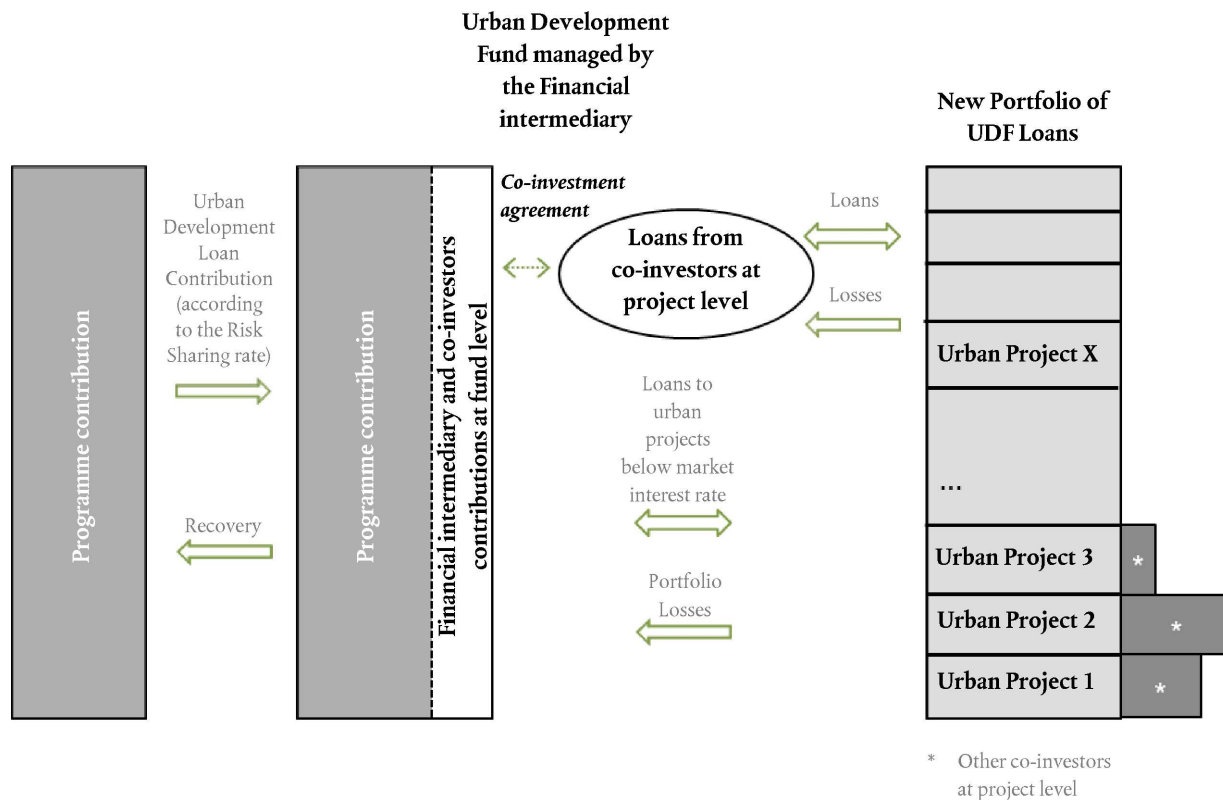 Urban Development
Fund managed by
the Financial
intermediary
New Portfolio of
UDF Loans
Programme contribution
Urban
Development
Loan
Contribution
(according
to the Risk
Sharing rate)
Recovery
Programme contribution
Financial intermediary and co-investors
contributions at fund level
Co-investment
agreement
Loans from
co-investors at
project level
Loans
Losses
Loans to
urban
projects
below market
interest rate
Portfolio
Losses
Urban Project X
...
Urban Project 3
*
Urban Project 2
*
Urban Project 1
*
* Other co-investors
at project level